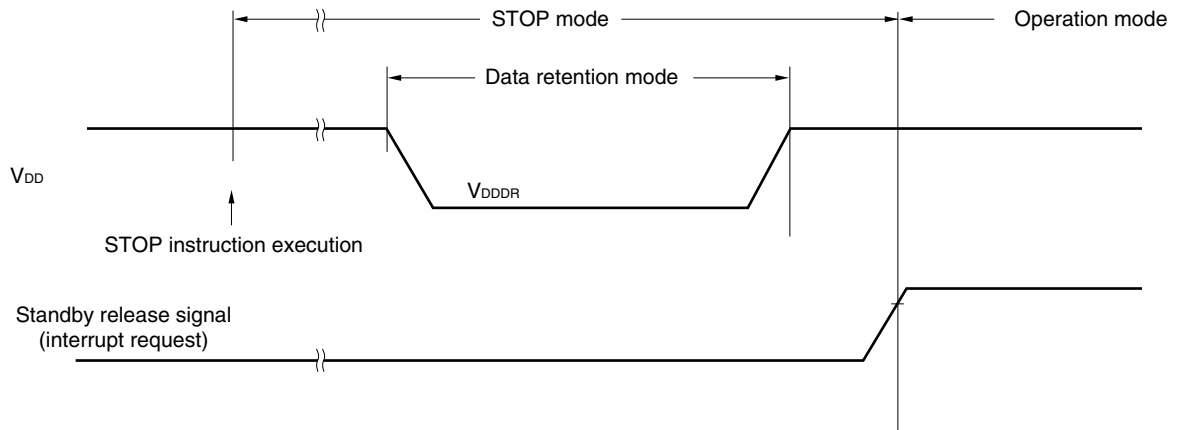 STOP mode
Operation mode
Data retention mode
VDD
VDDDR
STOP instruction execution
Standby release signal
(interrupt request)